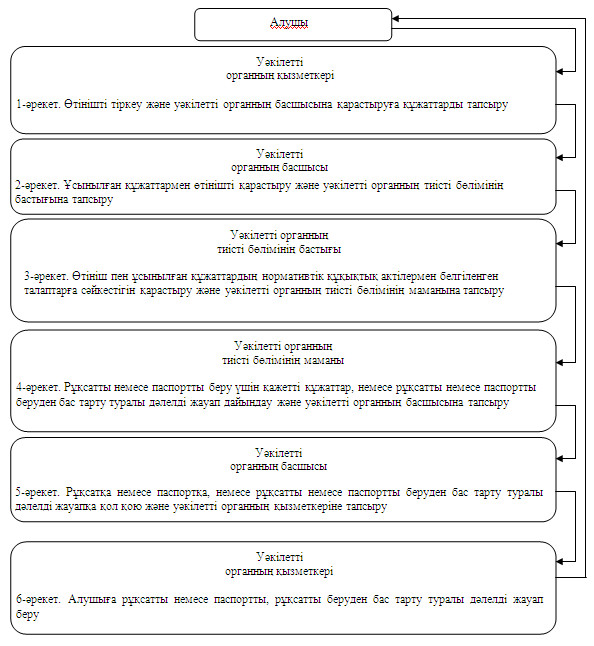 Алушы
Уәкілетті
органның қызметкері
1-әрекет. Өтінішті тіркеу және уәкілетті органның басшысына қарастыруға құжаттарды тапсыру
Уәкілетті
органның басшысы
2-әрекет. Ұсынылған құжаттармен өтінішті қарастыру және уәкілетті органның тиісті бөлімінің
бастығына тапсыру
Уәкілетті органның
тиісті бөлімінің бастығы
3-әрекет. Өтініш пен ұсынылған құжаттардың нормативтік құқықтық актілермен белгіленген
талаптарға сәйкестігін қарастыру және уәкілетті органның тиісті бөлімінің маманына тапсыру
Уәкілетті органның
тиісті бөлімінің маманы
4-әрекет. Рұқсатты немесе паспортты беру үшін қажетті құжаттар, немесе рұқсатты немесе паспортты
беруден бас тарту туралы дәлелді жауап дайындау және уәкілетті органның басшысына тапсыру
Уәкілетті
органның басшысы
5-әрекет. Рұқсатқа немесе паспортқа, немесе рұқсатты немесе паспортты беруден бас тарту туралы
дәлелді жауапқа қол қою және уәкілетті органның қызметкеріне тапсыру
Уәкілетті
органның қызметкері
6-әрекет. Алушыға рұқсатты немесе паспортты, рұқсатты беруден бас тарту туралы дәлелді жауап
беру